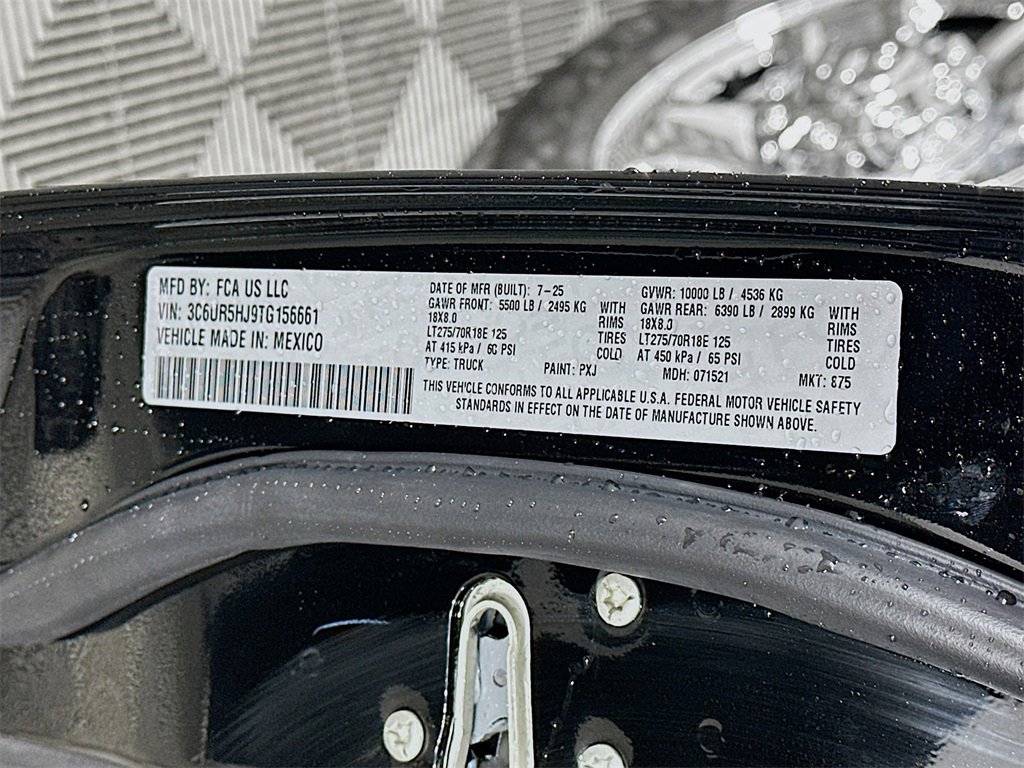 MFD BY: FCA US LLC
VIN: 3C6UR5HJ9TG156661
VEHICLE MADE IN: MEXICO
DATE OF MFR (BUILT): 7-25
GAWR FRONT: 5500 LB / 2495 KG WITH
18X8.0 RIMS
LT275/70R18E 125 TIRES
AT 415 kPa / 60 PSI COLD
TYPE: TRUCK PAINT: PXJ
GVWR: 10000 LB / 4536 KG
GAWR REAR: 6390 LB / 2899 KG WITH
18X8.0 RIMS
LT275/70R18E 125 TIRES
AT 450 kPa / 65 PSI COLD
MDH: 071521 MKT: 875
THIS VEHICLE CONFORMS TO ALL APPLICABLE U.S.A. FEDERAL MOTOR VEHICLE SAFETY
STANDARDS IN EFFECT ON THE DATE OF MANUFACTURE SHOWN ABOVE.